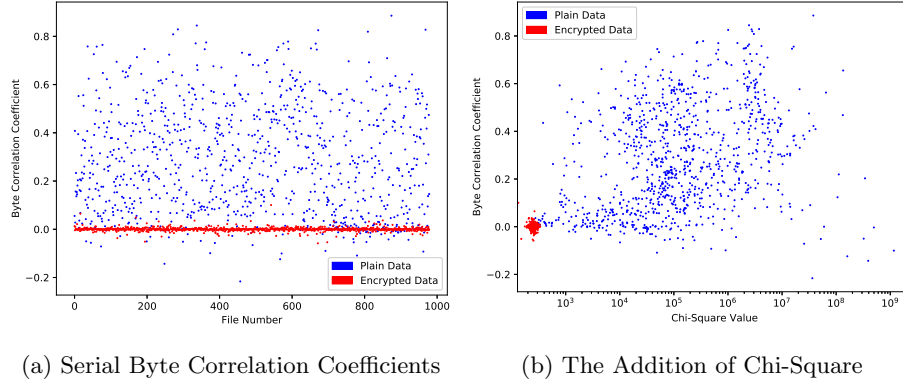 0.8
0.6
0.4
0.2
0.0
−0.2
Byte Correlation Coefficient
0
200
400
600
800
1000
File Number
Plain Data
Encrypted Data
(a) Serial Byte Correlation Coefficients
Plain Data
Encrypted Data
0.8
0.6
0.4
0.2
0.0
−0.2
Byte Correlation Coefficient
10³
10⁴
10⁵
10⁶
10⁷
10⁸
10⁹
Chi-Square Value
(b) The Addition of Chi-Square